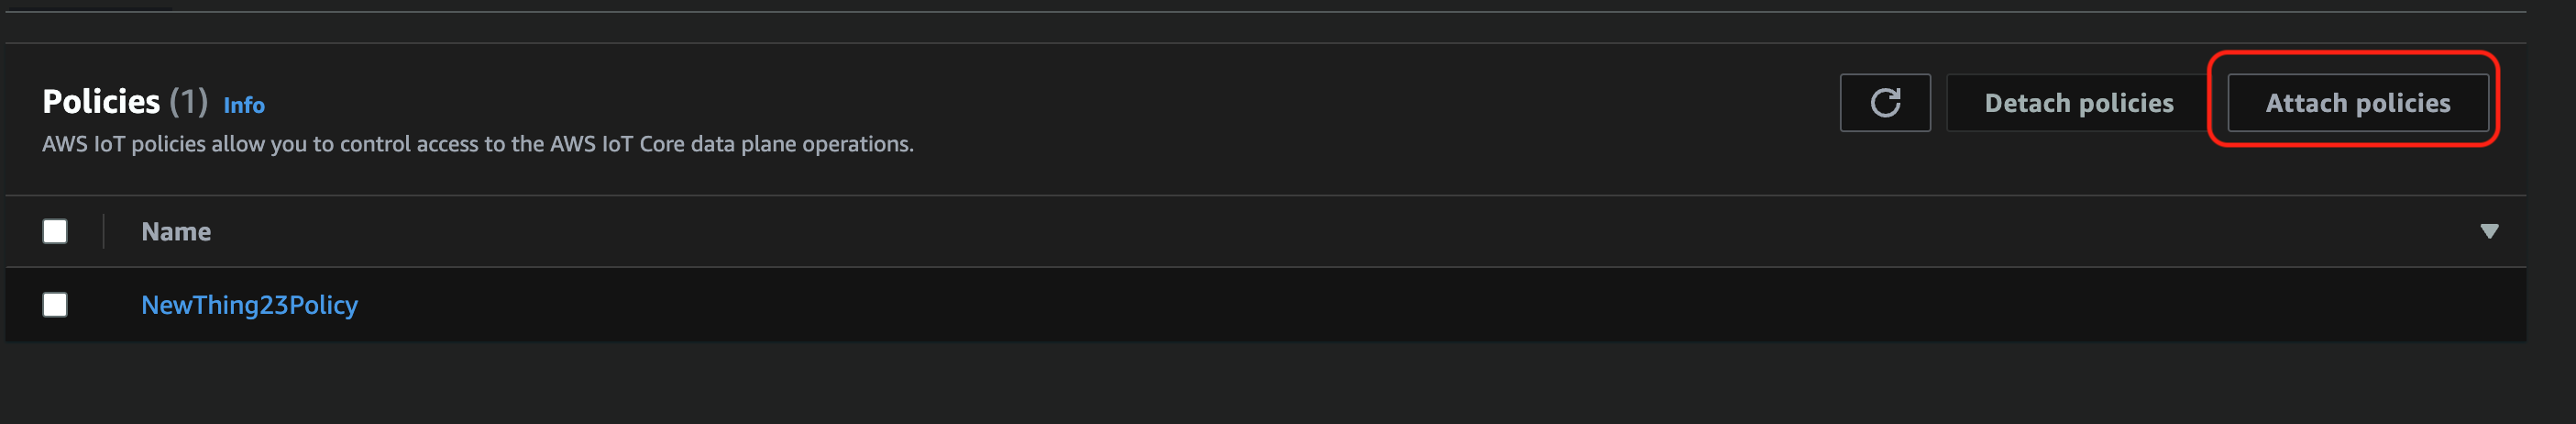 Policies (1) Info
Detach policies
Attach policies
AWS IoT policies allow you to control access to the AWS IoT Core data plane operations.
Name
NewThing23Policy